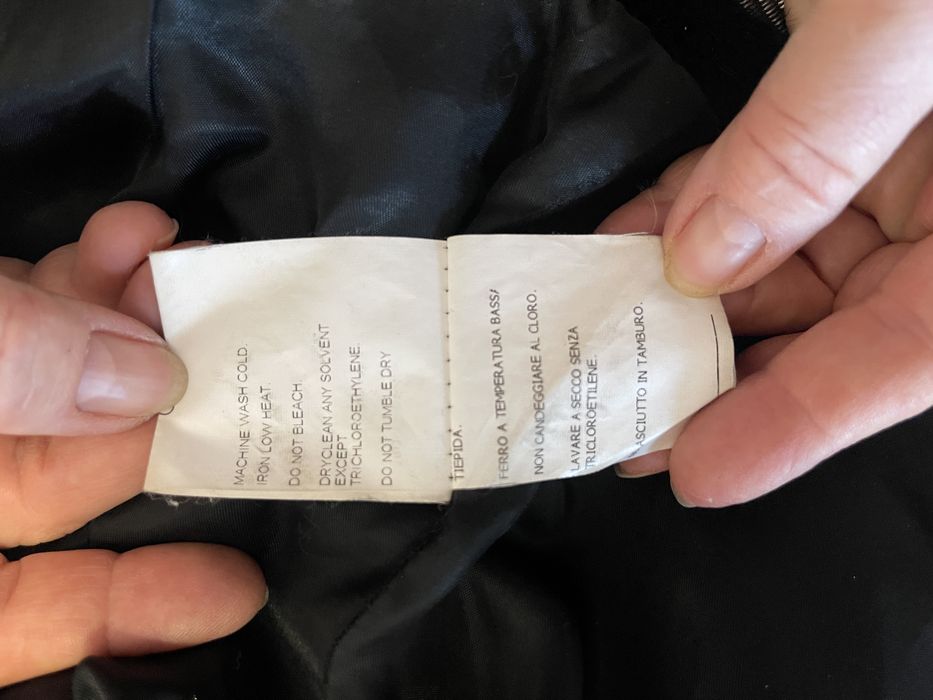 MACHINE WASH COLD.
IRON LOW HEAT.
DO NOT BLEACH.
DRYCLEAN ANY SOLVENT
EXCEPT
TRICHLOROETHYLENE.
DO NOT TUMBLE DRY
TIEPIDA.
FERRO A TEMPERATURA
NON CANDEGGIARE AL CLORO.
LAVARE A SECCO SENZA
TRICLOROETILENE.
ASCIUTTO IN TAMBURO.